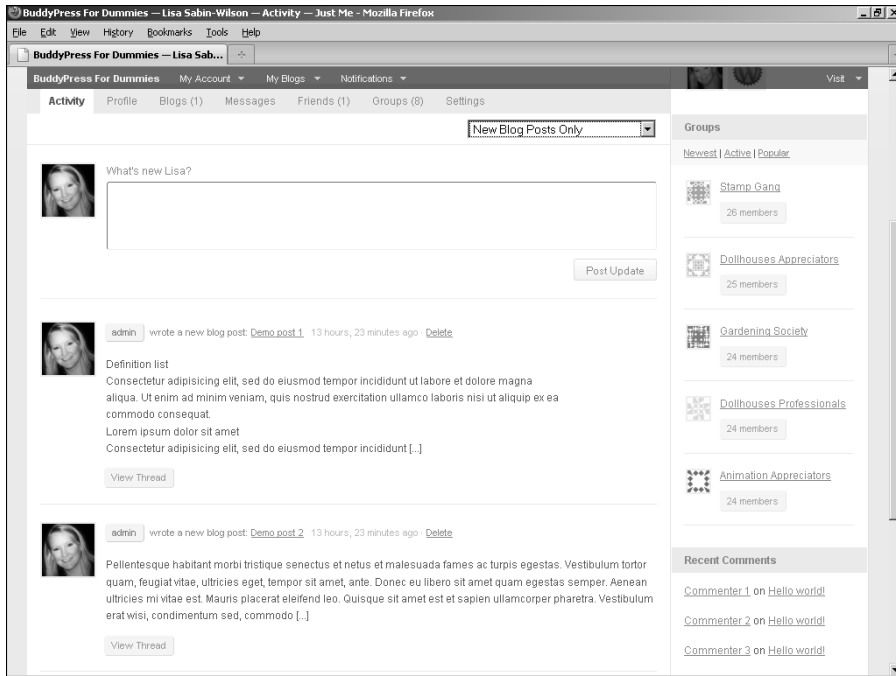 BuddyPress For Dummies — Lisa Sabin-Wilson — Activity — Just Me - Mozilla Firefox
File Edit View History Bookmarks Tools Help
BuddyPress For Dummies — Lisa Sab...
BuddyPress For Dummies My Account My Blogs Notifications Visit
Activity Profile Blogs (1) Messages Friends (1) Groups (8) Settings
New Blog Posts Only
What's new Lisa?
Post Update
admin wrote a new blog post: Demo post 1 13 hours, 23 minutes ago · Delete
Definition list
Consectetur adipisicing elit, sed do eiusmod tempor incididunt ut labore et dolore magna
aliqua. Ut enim ad minim veniam, quis nostrud exercitation ullamco laboris nisi ut aliquip ex ea
commodo consequat.
Lorem ipsum dolor sit amet
Consectetur adipisicing elit, sed do eiusmod tempor incididunt [...]
View Thread
admin wrote a new blog post: Demo post 2 13 hours, 23 minutes ago · Delete
Pellentesque habitant morbi tristique senectus et netus et malesuada fames ac turpis egestas. Vestibulum tortor
quam, feugiat vitae, ultricies eget, tempor sit amet, ante. Donec eu libero sit amet quam egestas semper. Aenean
ultricies mi vitae est. Mauris placerat eleifend leo. Quisque sit amet est et sapien ullamcorper pharetra. Vestibulum
erat wisi, condimentum sed, commodo [...]
View Thread
Groups
Newest | Active | Popular
Stamp Gang
26 members
Dollhouses Appreciators
25 members
Gardening Society
24 members
Dollhouses Professionals
24 members
Animation Appreciators
24 members
Recent Comments
Commenter 1 on Hello world!
Commenter 2 on Hello world!
Commenter 3 on Hello world!